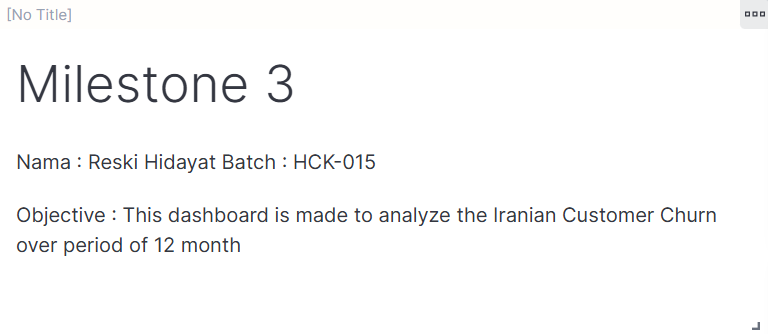 [No Title]
Milestone 3
Nama : Reski Hidayat Batch : HCK-015
Objective : This dashboard is made to analyze the Iranian Customer Churn
over period of 12 month